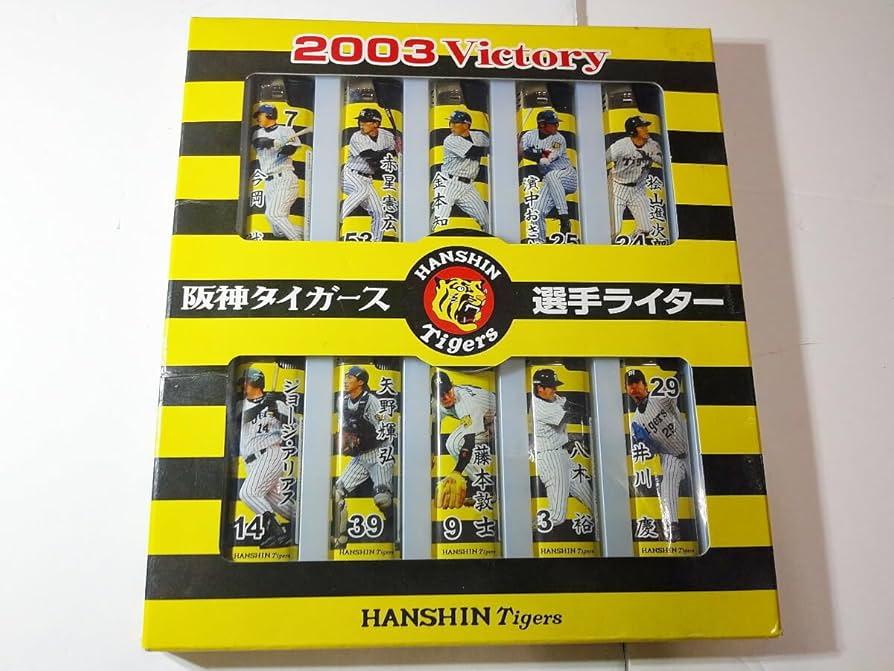 2003 Victory
7
今岡
赤星憲広
53
金本知
濱中おさ
25
桧山進次郎
24
阪神タイガース
HANSHIN
Tigers
選手ライター
14
ジョージ・アリアス
14
HANSHIN Tigers
矢野輝弘
39
HANSHIN Tigers
藤本敦士
9
HANSHIN Tigers
八木裕
3
HANSHIN Tigers
29
Tigers
井川慶
HANSHIN Tigers
HANSHIN Tigers